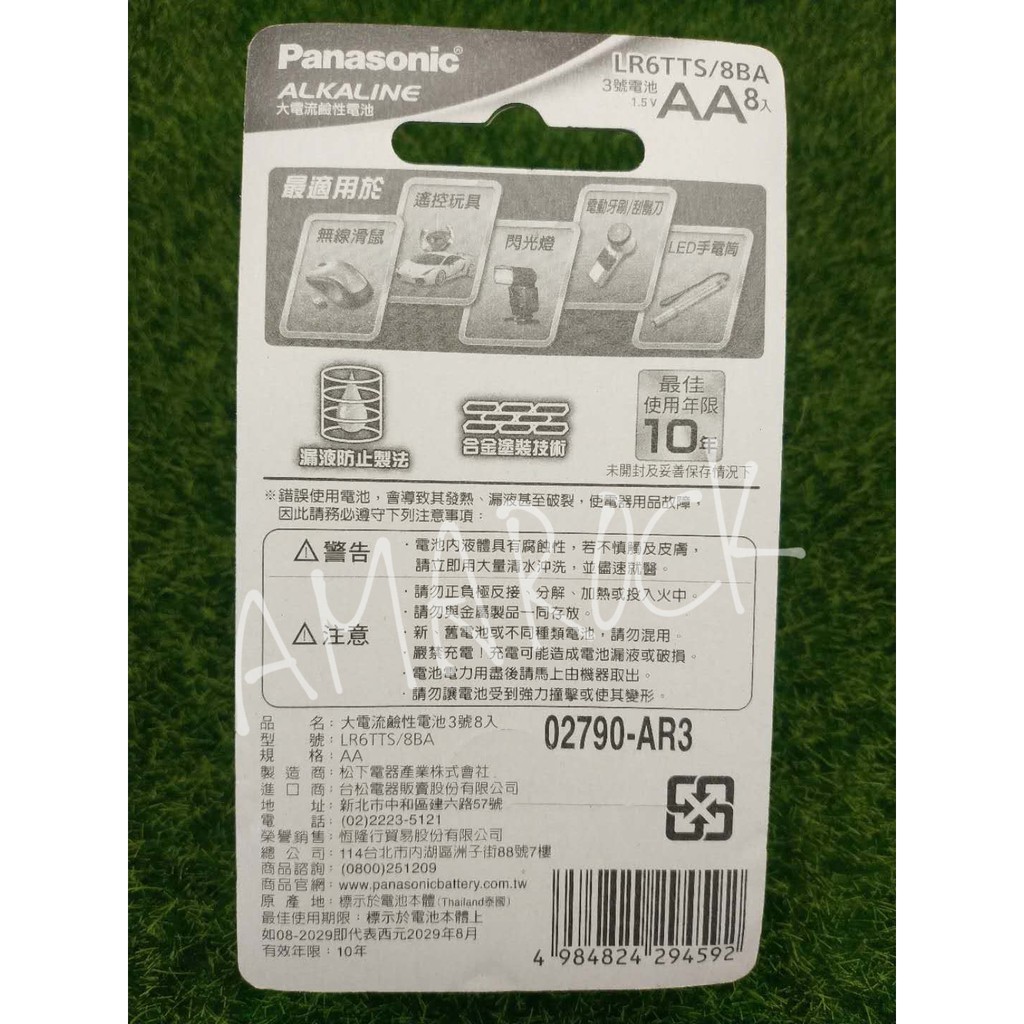 Panasonic®
ALKALINE
大電流鹼性電池
LR6TTS/8BA
3號電池
1.5V
AA 8入
最適用於
無線滑鼠
遙控玩具
閃光燈
電動牙刷/刮鬍刀
LED手電筒
漏液防止製法
合金塗裝技術
最佳
使用年限
10年
未開封及妥善保存情況下
※錯誤使用電池，會導致其發熱、漏液甚至破裂，使電器用品故障，
因此請務必遵守下列注意事項：
警告
・電池內液體具有腐蝕性，若不慎觸及皮膚，
請立即用大量清水沖洗，並儘速就醫。
注意
・請勿正負極反接、分解、加熱或投入火中。
・請勿與金屬製品一同存放。
・新、舊電池或不同種類電池，請勿混用。
・嚴禁充電！充電可能造成電池漏液或破損。
・電池電力用盡後請馬上由機器取出。
・請勿讓電池受到強力撞擊或使其變形。
品名：大電流鹼性電池3號8入
型號：LR6TTS/8BA
規格：AA
製造商：松下電器產業株式會社
進口商：台松電器販賣股份有限公司
地址：新北市中和區建六路57號
電話：(02)2223-5121
榮譽銷售：恆隆行貿易股份有限公司
總公司：114台北市內湖區洲子街88號7樓
商品諮詢：(0800)251209
商品官網：www.panasonicbattery.com.tw
原產地：標示於電池本體(Thailand泰國)
最佳使用期限：標示於電池本體上
如08-2029即代表西元2029年8月
有效年限：10年
02790-AR3
4 984824 294592
AMAROCK